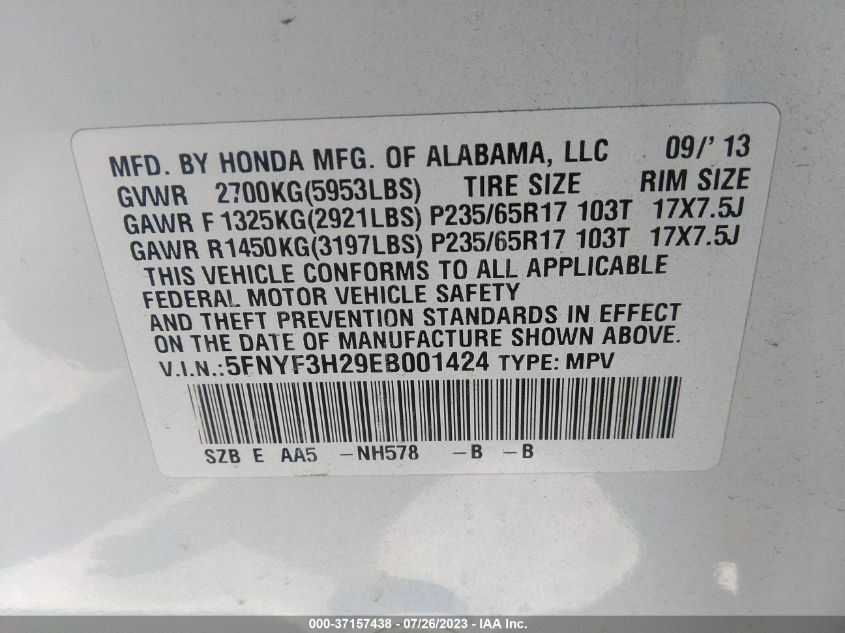 MFD. BY HONDA MFG. OF ALABAMA, LLC 09/' 13
GVWR 2700KG(5953LBS) TIRE SIZE RIM SIZE
GAWR F 1325KG(2921LBS) P235/65R17 103T 17X7.5J
GAWR R1450KG(3197LBS) P235/65R17 103T 17X7.5J
THIS VEHICLE CONFORMS TO ALL APPLICABLE
FEDERAL MOTOR VEHICLE SAFETY
AND THEFT PREVENTION STANDARDS IN EFFECT
ON THE DATE OF MANUFACTURE SHOWN ABOVE.
V.I.N.:5FNYF3H29EB001424 TYPE: MPV
SZB E AA5 -NH578 -B -B
000-37157438 - 07/26/2023 - IAA Inc.